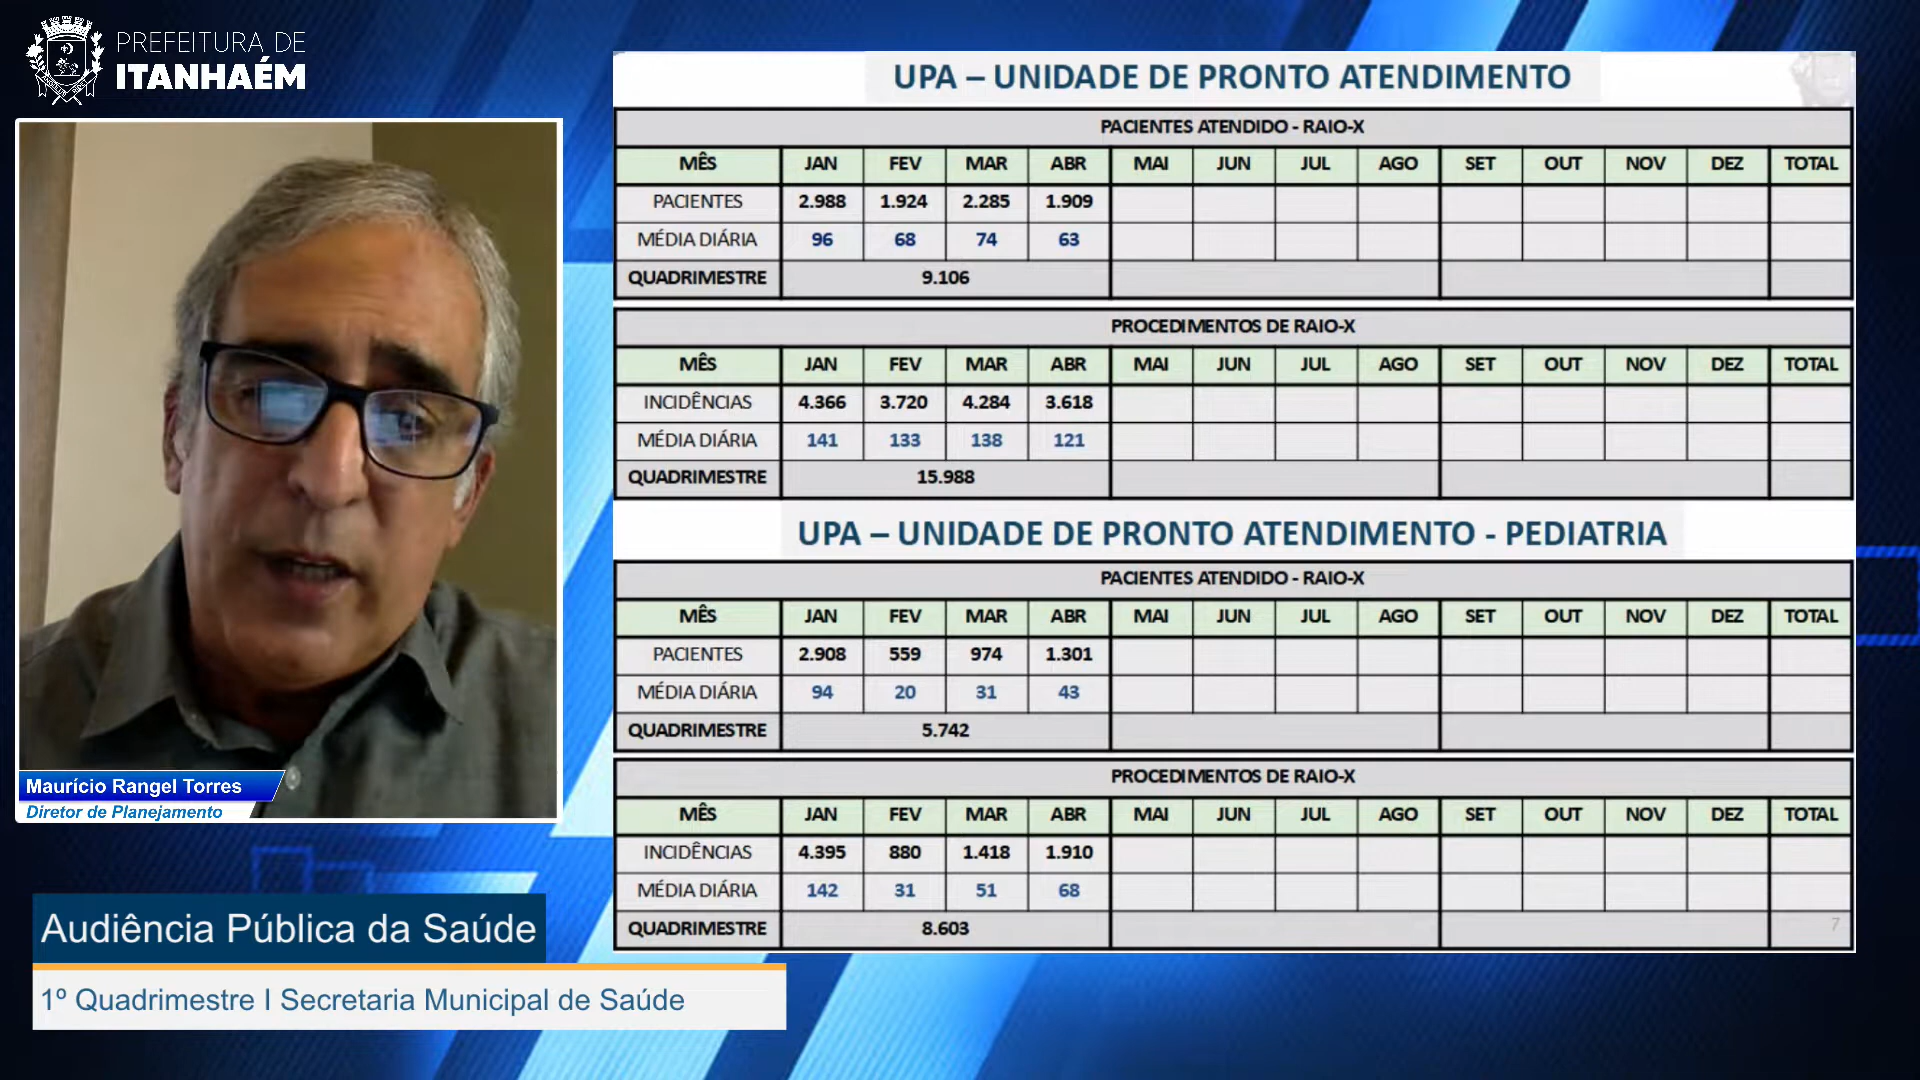 PREFEITURA DE
ITANHAÉM
Maurício Rangel Torres
Diretor de Planejamento
Audiência Pública da Saúde
1º Quadrimestre I Secretaria Municipal de Saúde
UPA – UNIDADE DE PRONTO ATENDIMENTO
PACIENTES ATENDIDO - RAIO-X
MÊS JAN FEV MAR ABR MAI JUN JUL AGO SET OUT NOV DEZ TOTAL
PACIENTES 2.988 1.924 2.285 1.909
MÉDIA DIÁRIA 96 68 74 63
QUADRIMESTRE 9.106
PROCEDIMENTOS DE RAIO-X
MÊS JAN FEV MAR ABR MAI JUN JUL AGO SET OUT NOV DEZ TOTAL
INCIDÊNCIAS 4.366 3.720 4.284 3.618
MÉDIA DIÁRIA 141 133 138 121
QUADRIMESTRE 15.988
UPA – UNIDADE DE PRONTO ATENDIMENTO - PEDIATRIA
PACIENTES ATENDIDO - RAIO-X
MÊS JAN FEV MAR ABR MAI JUN JUL AGO SET OUT NOV DEZ TOTAL
PACIENTES 2.908 559 974 1.301
MÉDIA DIÁRIA 94 20 31 43
QUADRIMESTRE 5.742
PROCEDIMENTOS DE RAIO-X
MÊS JAN FEV MAR ABR MAI JUN JUL AGO SET OUT NOV DEZ TOTAL
INCIDÊNCIAS 4.395 880 1.418 1.910
MÉDIA DIÁRIA 142 31 51 68
QUADRIMESTRE 8.603
7